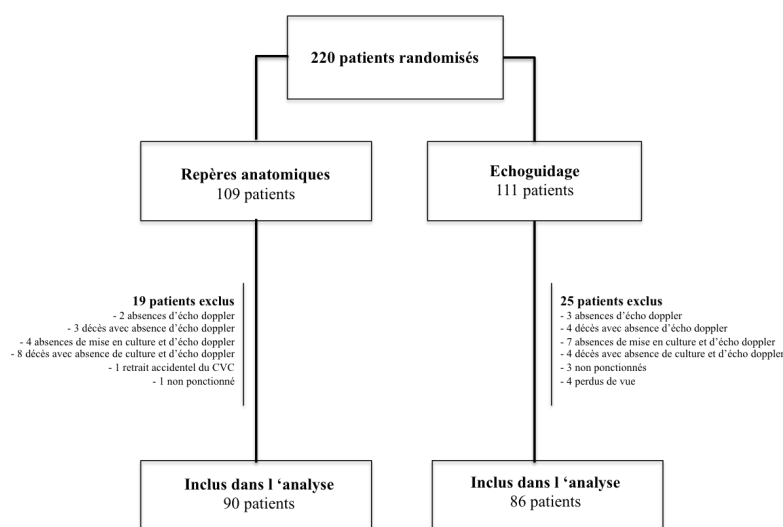 220 patients randomisés
Repères anatomiques
109 patients
Echoguidage
111 patients
19 patients exclus
- 2 absences d'écho doppler
- 3 décès avec absence d'écho doppler
- 4 absences de mise en culture et d'écho doppler
- 8 décès avec absence de culture et d'écho doppler
- 1 retrait accidentel du CVC
- 1 non ponctionné
25 patients exclus
- 3 absences d'écho doppler
- 4 décès avec absence d'écho doppler
- 7 absences de mise en culture et d'écho doppler
- 4 décès avec absence de culture et d'écho doppler
- 3 non ponctionnés
- 4 perdus de vue
Inclus dans l ‘analyse
90 patients
Inclus dans l ‘analyse
86 patients